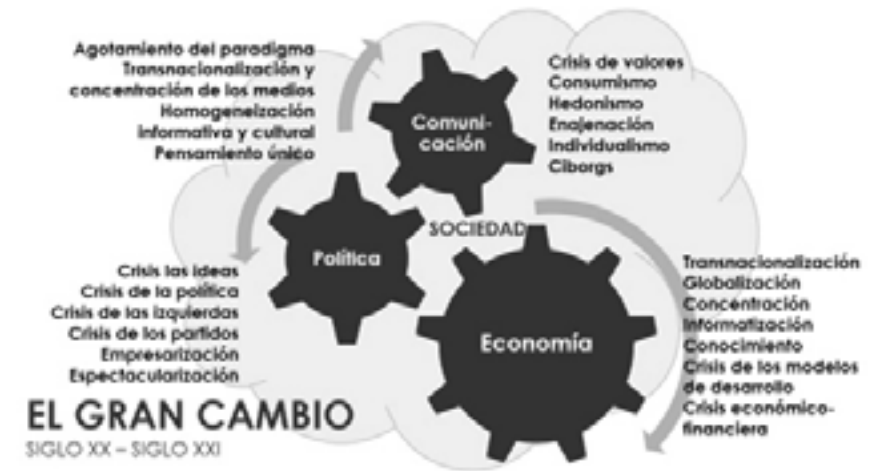 Agotamiento del paradigma
Transnacionalización y
concentración de los medios
Homogeneización
informativa y cultural
Pensamiento único
Comuni-
cación
Crisis de valores
Consumismo
Hedonismo
Enajenación
Individualismo
Ciborgs
SOCIEDAD
Política
Crisis las ideas
Crisis de la política
Crisis de las izquierdas
Crisis de los partidos
Empresarización
Espectacularización
Economía
Transnacionalización
Globalización
Concentración
Informatización
Conocimiento
Crisis de los modelos
de desarrollo
Crisis económico-
financiera
EL GRAN CAMBIO
SIGLO XX – SIGLO XXI